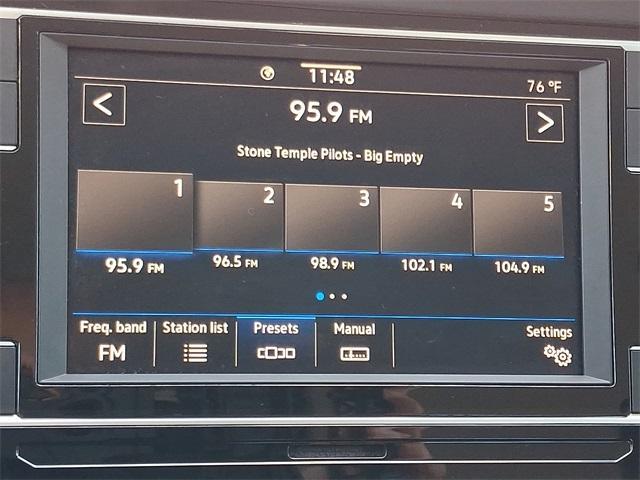 11:48
76 °F
95.9 FM
Stone Temple Pilots - Big Empty
1 2 3 4 5
95.9 FM 96.5 FM 98.9 FM 102.1 FM 104.9 FM
Freq. band Station list Presets Manual Settings
FM